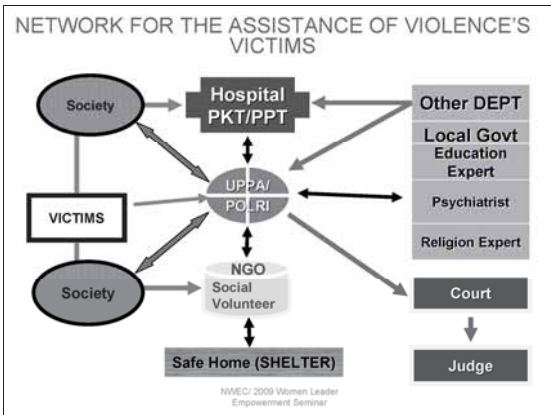 NETWORK FOR THE ASSISTANCE OF VIOLENCE'S
VICTIMS
Society
Hospital
PKT/PPT
Other DEPT
Local Govt
Education
Expert
Psychiatrist
Religion Expert
UPPA/
POLRI
VICTIMS
Society
NGO
Social
Volunteer
Court
Safe Home (SHELTER)
Judge
NWEC/ 2009 Women Leader
Empowerment Seminar